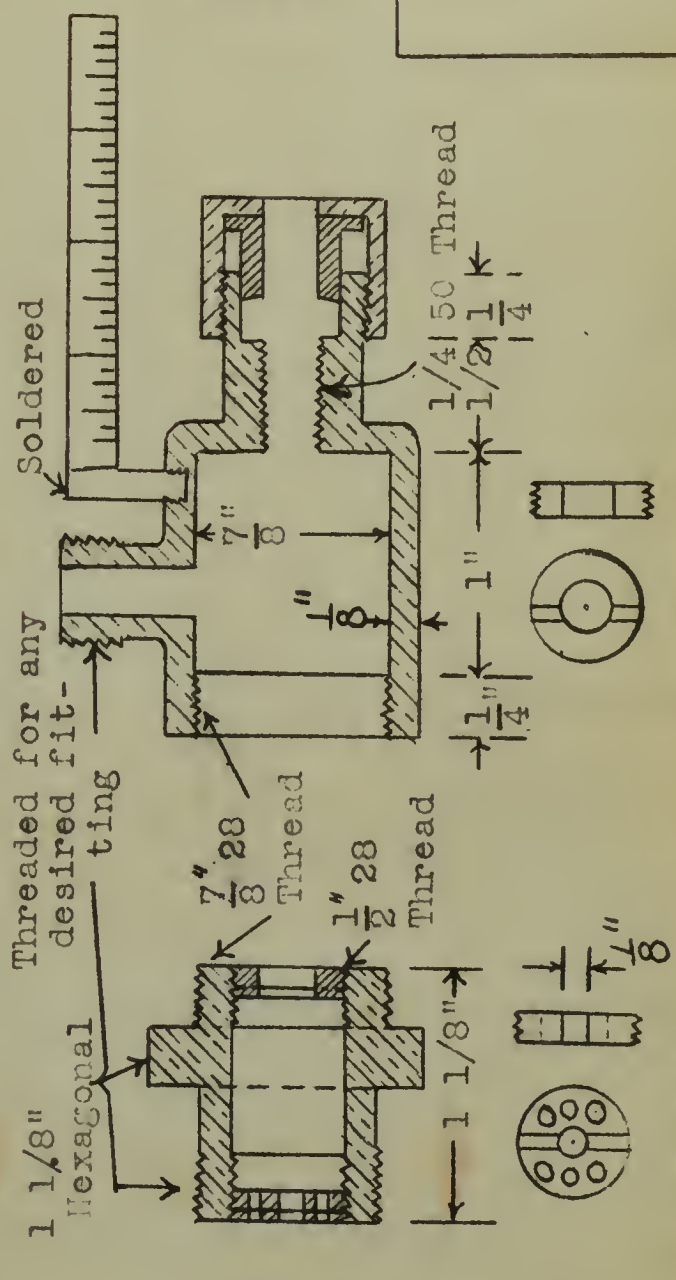 Soldered
Threaded for any
desired fit-
ting
1 1/8"
Hexagonal
7" 28
8
Thread
1" 28
2
Thread
7"
8
1"
8
1/4 50 Thread
1/2
1
4
1"
1"
4
1 1/8"
1"
8